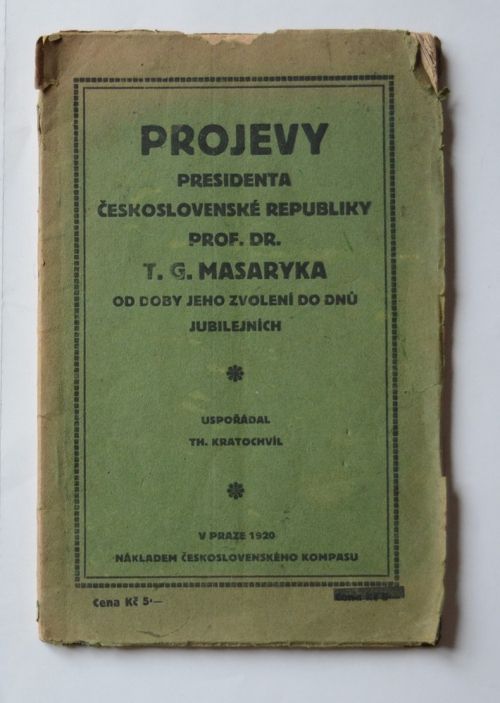 PROJEVY
PRESIDENTA
ČESKOSLOVENSKÉ REPUBLIKY
PROF. DR.
T. G. MASARYKA
OD DOBY JEHO ZVOLENÍ DO DNŮ
JUBILEJNÍCH
USPOŘÁDAL
TH. KRATOCHVÍL
V PRAZE 1920
NÁKLADEM ČESKOSLOVENSKÉHO KOMPASU
Cena Kč 5·—